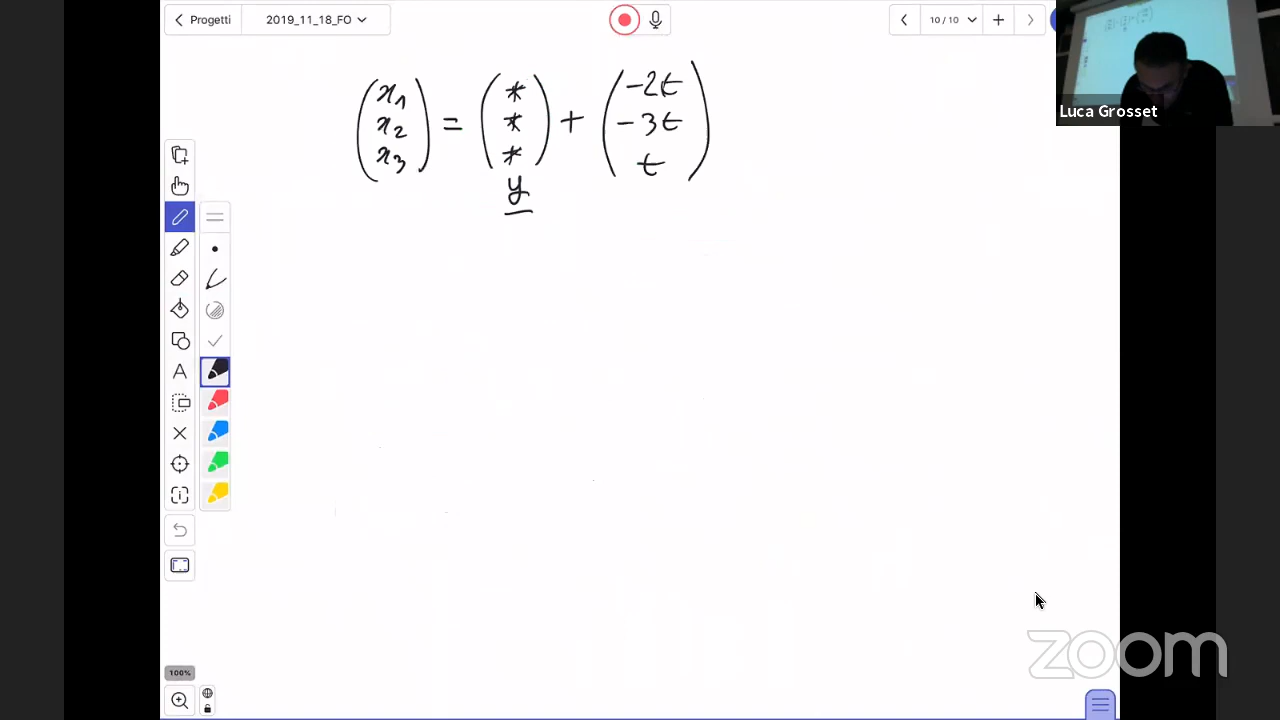 Progetti
2019_11_18_FO
10 / 10
Luca Grosset
(x₁ x₂ x₃) = (* * *) + (-2t -3t t)
y
A
100%
zoom